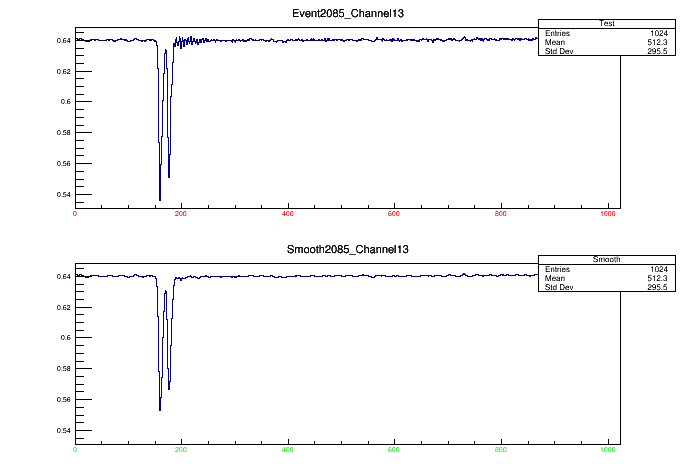 Event2085_Channel13
Test
Entries 1024
Mean 512.3
Std Dev 295.5
0.64
0.62
0.6
0.58
0.56
0.54
0 200 400 600 800 1000
Smooth2085_Channel13
Smooth
Entries 1024
Mean 512.3
Std Dev 295.5
0.64
0.62
0.6
0.58
0.56
0.54
0 200 400 600 800 1000